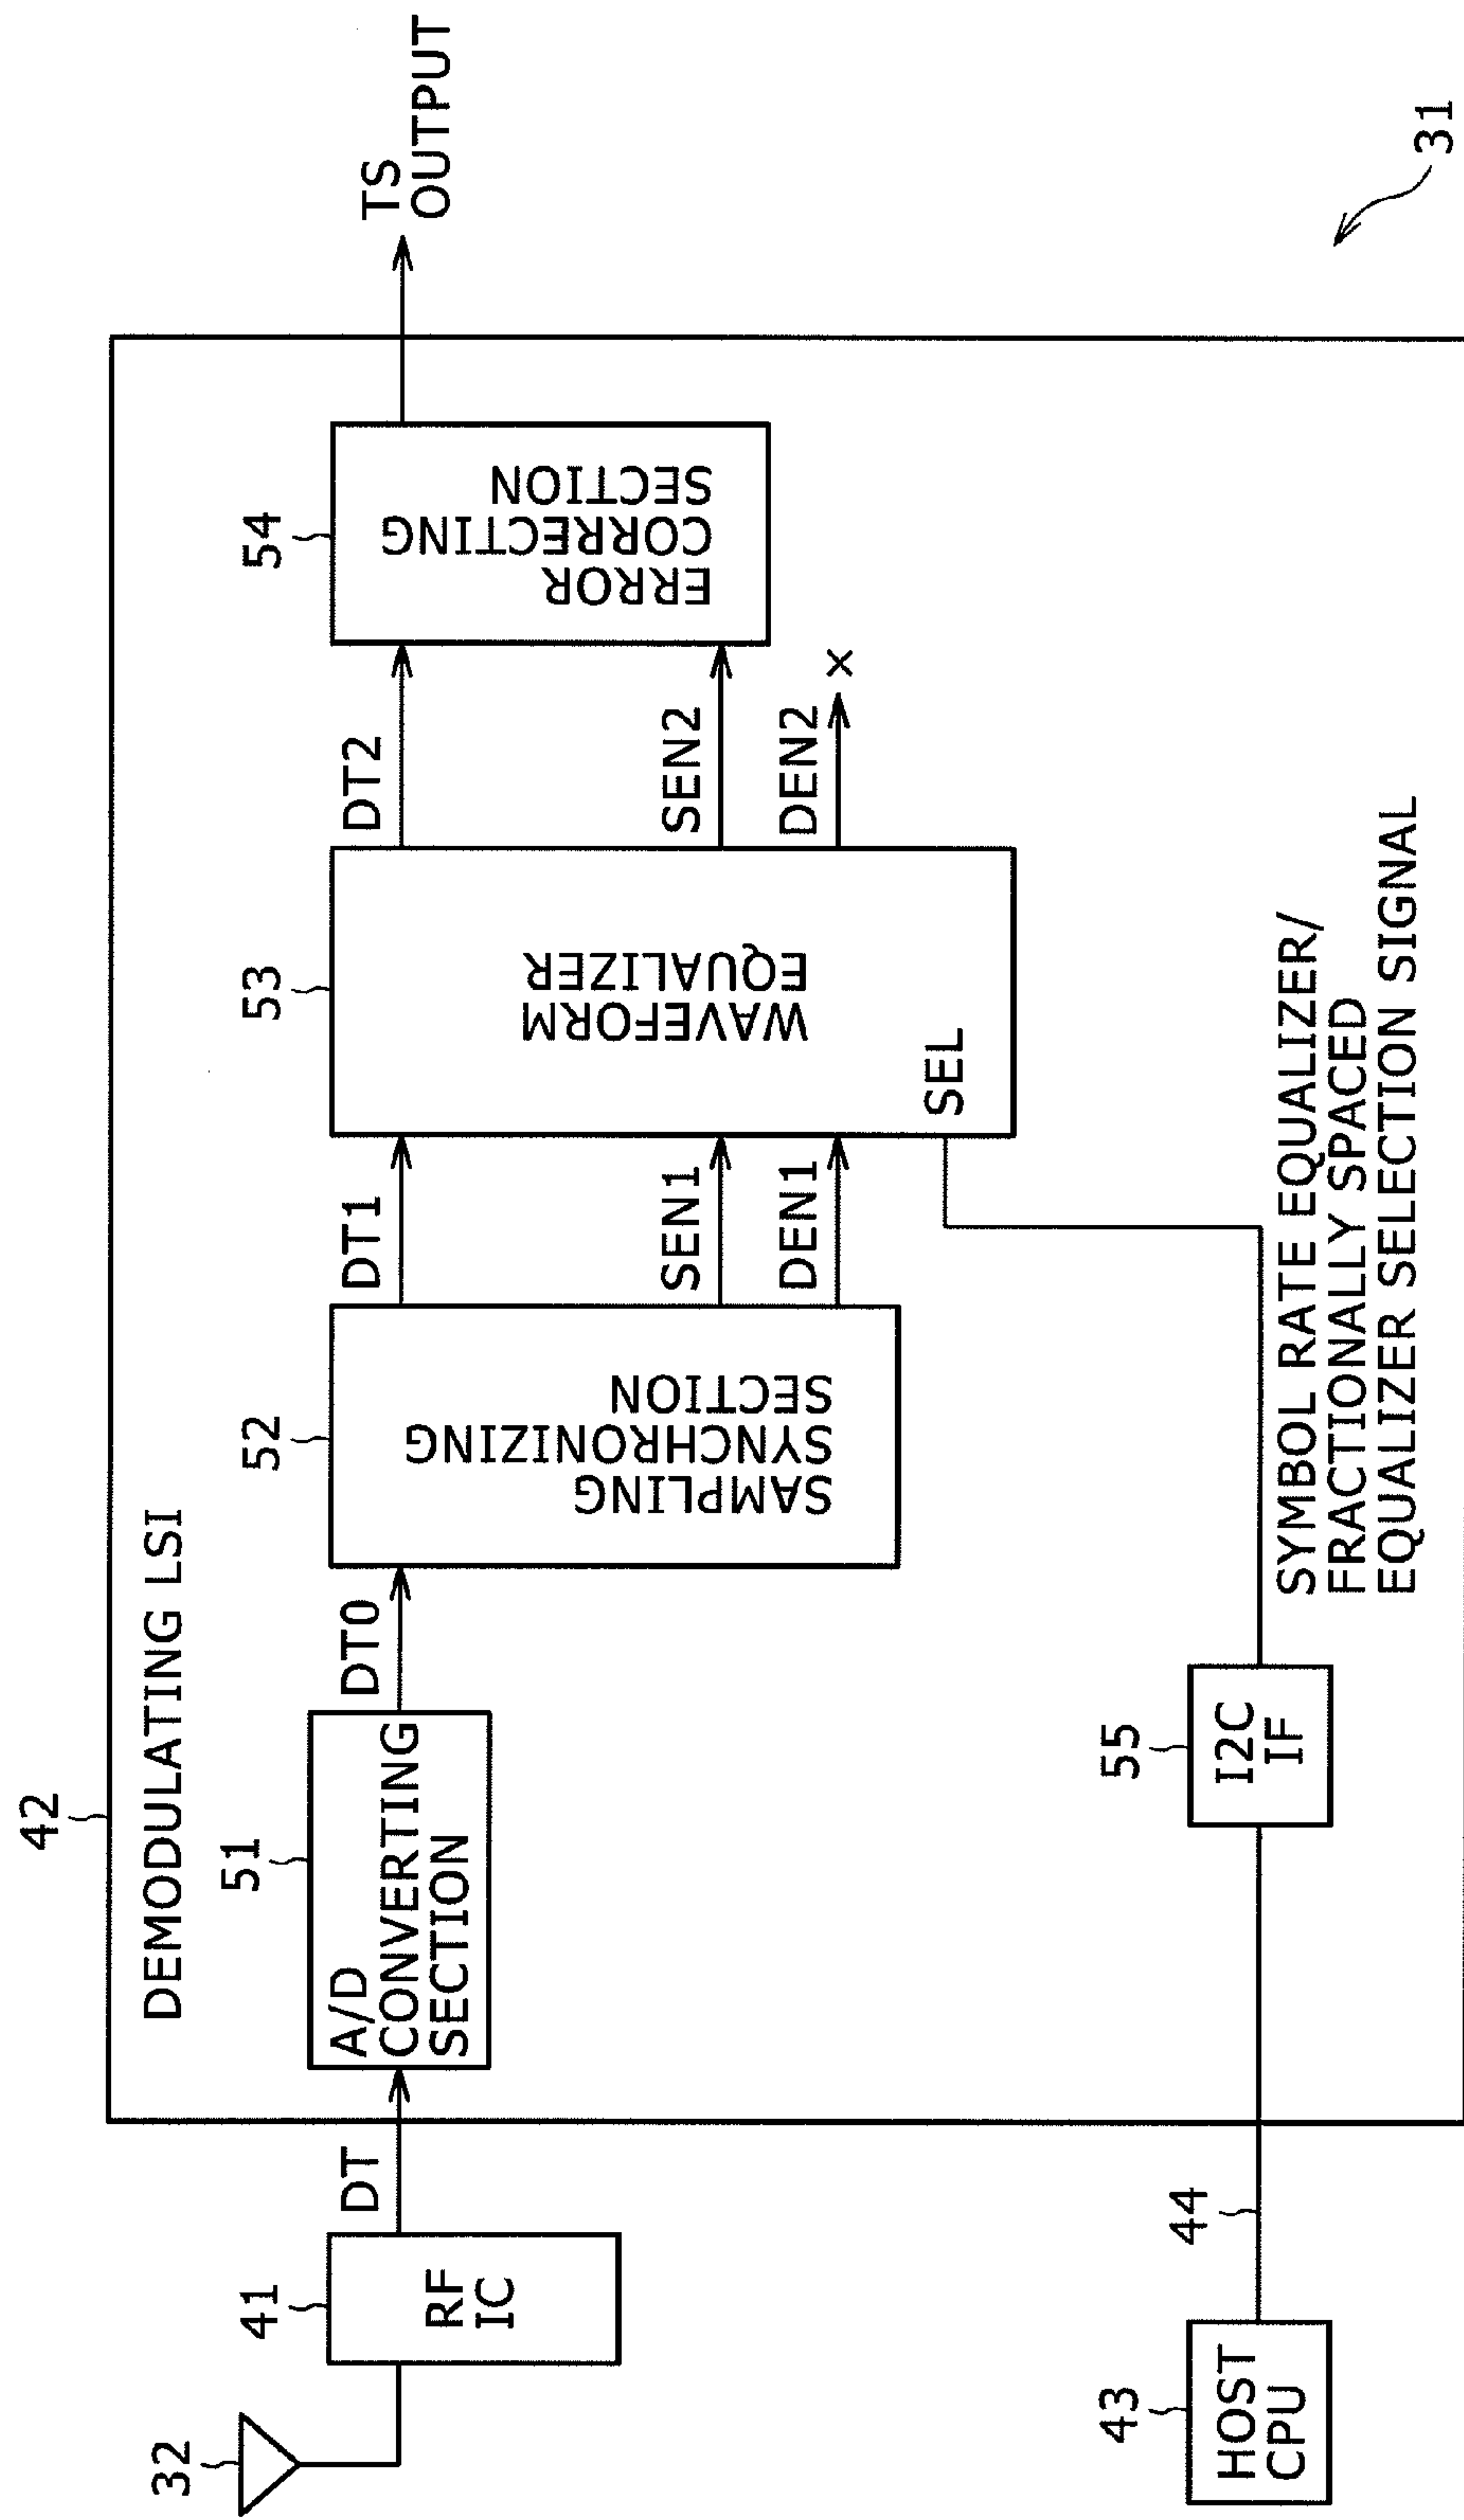 31
42
DEMODULATING LSI
32
41
RF
IC
DT
51
A/D
CONVERTING
SECTION
DT0
52
SAMPLING
SYNCHRONIZING
SECTION
DT1
SEN1
DEN1
53
WAVEFORM
EQUALIZER
SEL
DT2
SEN2
DEN2
x
54
ERROR
CORRECTING
SECTION
TS
OUTPUT
43
HOST
CPU
44
55
I2C
IF
SYMBOL RATE EQUALIZER/
FRACTIONALLY SPACED
EQUALIZER SELECTION SIGNAL